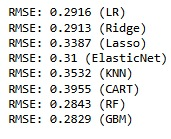 RMSE: 0.2916 (LR)
RMSE: 0.2913 (Ridge)
RMSE: 0.3387 (Lasso)
RMSE: 0.31 (ElasticNet)
RMSE: 0.3532 (KNN)
RMSE: 0.3955 (CART)
RMSE: 0.2843 (RF)
RMSE: 0.2829 (GBM)